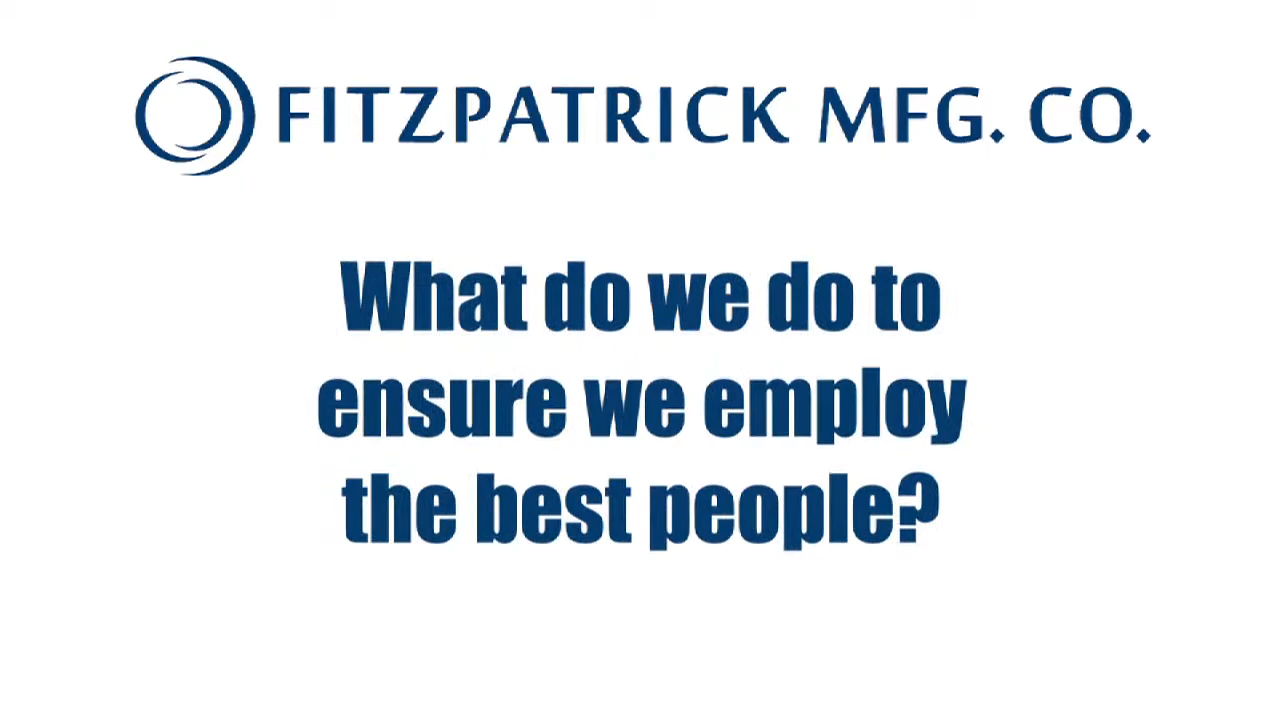 FITZPATRICK MFG. CO.
What do we do to
ensure we employ
the best people?